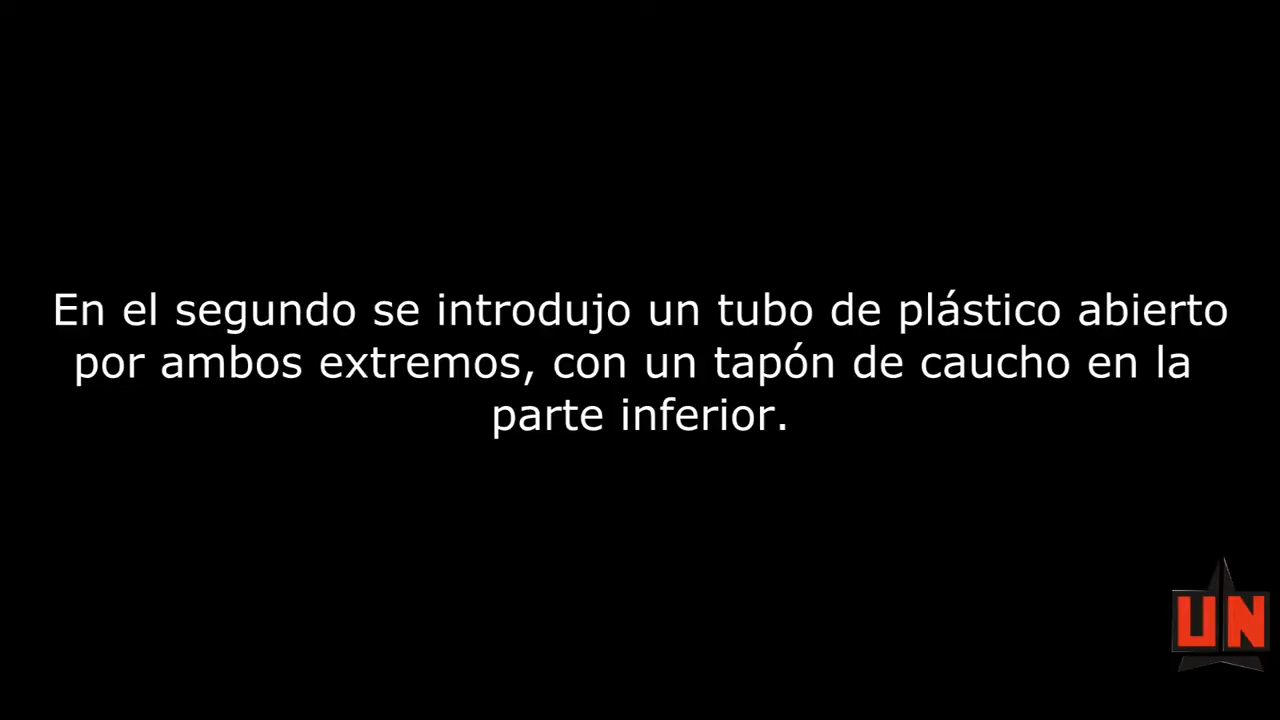 En el segundo se introdujo un tubo de plástico abierto
por ambos extremos, con un tapón de caucho en la
parte inferior.
UN